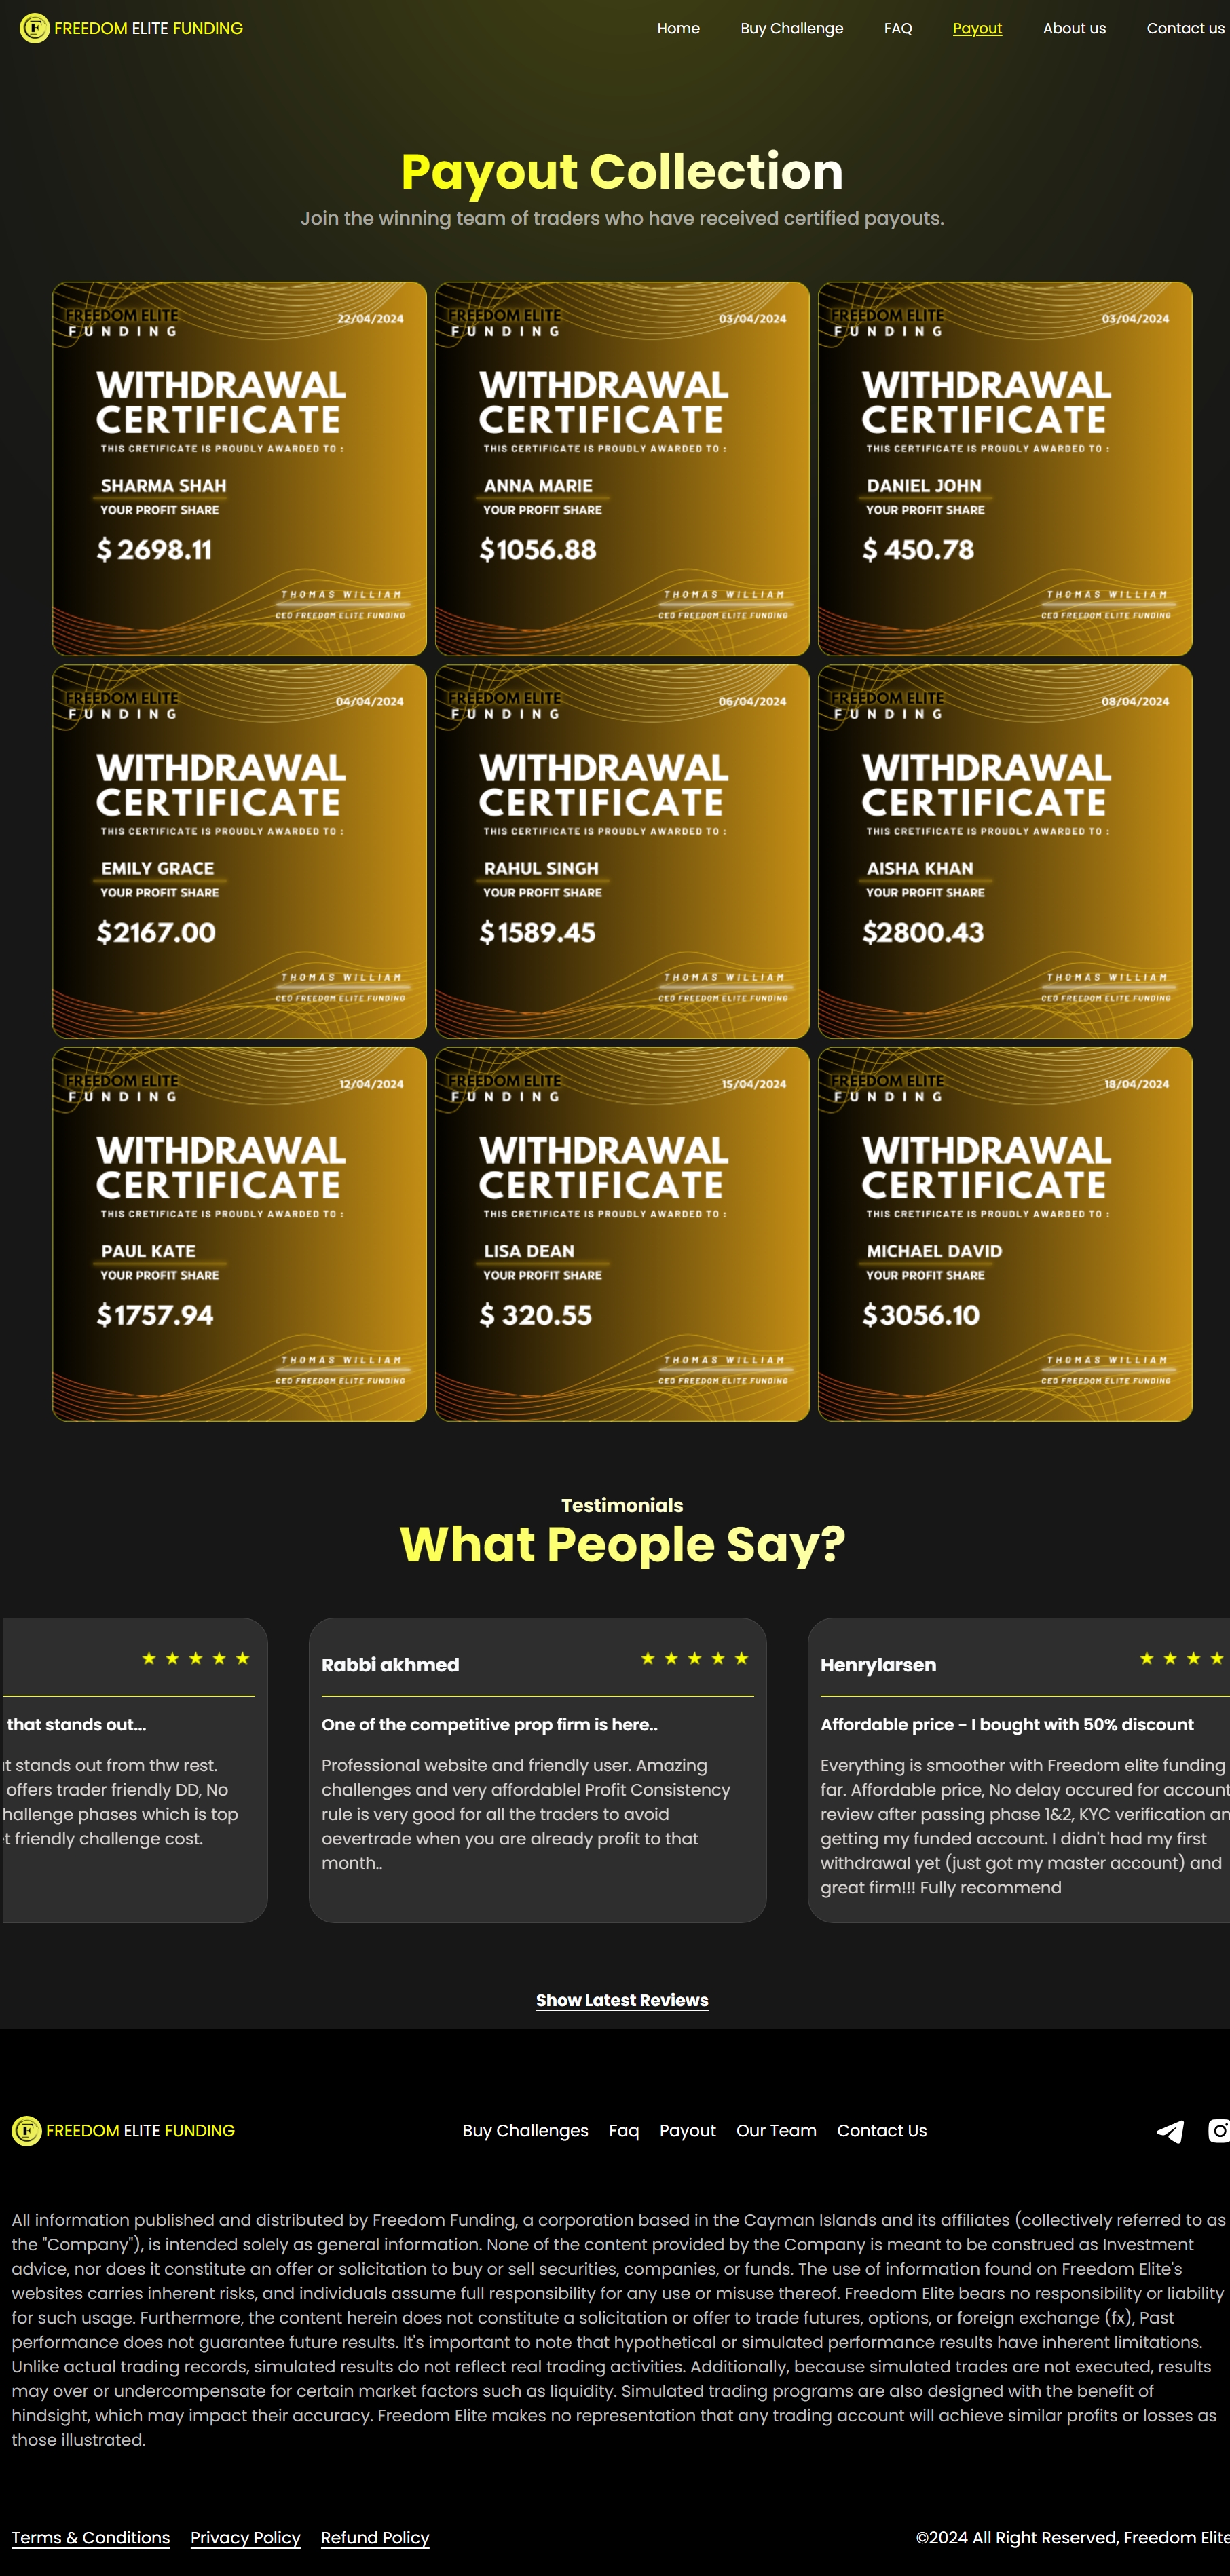 FREEDOM ELITE FUNDING
Home Buy Challenge FAQ Payout About us Contact us
Payout Collection
Join the winning team of traders who have received certified payouts.
FREEDOM ELITE
FUNDING
22/04/2024
WITHDRAWAL
CERTIFICATE
THIS CRETIFICATE IS PROUDLY AWARDED TO :
SHARMA SHAH
YOUR PROFIT SHARE
$ 2698.11
THOMAS WILLIAM
CEO FREEDOM ELITE FUNDING
FREEDOM ELITE
FUNDING
03/04/2024
WITHDRAWAL
CERTIFICATE
THIS CRETIFICATE IS PROUDLY AWARDED TO :
ANNA MARIE
YOUR PROFIT SHARE
$1056.88
THOMAS WILLIAM
CEO FREEDOM ELITE FUNDING
FREEDOM ELITE
FUNDING
03/04/2024
WITHDRAWAL
CERTIFICATE
THIS CRETIFICATE IS PROUDLY AWARDED TO :
DANIEL JOHN
YOUR PROFIT SHARE
$ 450.78
THOMAS WILLIAM
CEO FREEDOM ELITE FUNDING
FREEDOM ELITE
FUNDING
04/04/2024
WITHDRAWAL
CERTIFICATE
THIS CERTIFICATE IS PROUDLY AWARDED TO :
EMILY GRACE
YOUR PROFIT SHARE
$2167.00
THOMAS WILLIAM
CEO FREEDOM ELITE FUNDING
FREEDOM ELITE
FUNDING
06/04/2024
WITHDRAWAL
CERTIFICATE
THIS CERTIFICATE IS PROUDLY AWARDED TO :
RAHUL SINGH
YOUR PROFIT SHARE
$1589.45
THOMAS WILLIAM
CEO FREEDOM ELITE FUNDING
FREEDOM ELITE
FUNDING
08/04/2024
WITHDRAWAL
CERTIFICATE
THIS CRETIFICATE IS PROUDLY AWARDED TO :
AISHA KHAN
YOUR PROFIT SHARE
$2800.43
THOMAS WILLIAM
CEO FREEDOM ELITE FUNDING
FREEDOM ELITE
FUNDING
12/04/2024
WITHDRAWAL
CERTIFICATE
THIS CRETIFICATE IS PROUDLY AWARDED TO :
PAUL KATE
YOUR PROFIT SHARE
$1757.94
THOMAS WILLIAM
CEO FREEDOM ELITE FUNDING
FREEDOM ELITE
FUNDING
15/04/2024
WITHDRAWAL
CERTIFICATE
THIS CRETIFICATE IS PROUDLY AWARDED TO :
LISA DEAN
YOUR PROFIT SHARE
$ 320.55
THOMAS WILLIAM
CEO FREEDOM ELITE FUNDING
FREEDOM ELITE
FUNDING
18/04/2024
WITHDRAWAL
CERTIFICATE
THIS CRETIFICATE IS PROUDLY AWARDED TO :
MICHAEL DAVID
YOUR PROFIT SHARE
$3056.10
THOMAS WILLIAM
CEO FREEDOM ELITE FUNDING
Testimonials
What People Say?
that stands out...
t stands out from thw rest.
offers trader friendly DD, No
hallenge phases which is top
t friendly challenge cost.
Rabbi akhmed
One of the competitive prop firm is here..
Professional website and friendly user. Amazing
challenges and very affordablel Profit Consistency
rule is very good for all the traders to avoid
oevertrade when you are already profit to that
month..
Henrylarsen
Affordable price - I bought with 50% discount
Everything is smoother with Freedom elite funding
far. Affordable price, No delay occured for account
review after passing phase 1&2, KYC verification an
getting my funded account. I didn't had my first
withdrawal yet (just got my master account) and
great firm!!! Fully recommend
Show Latest Reviews
FREEDOM ELITE FUNDING
Buy Challenges Faq Payout Our Team Contact Us
All information published and distributed by Freedom Funding, a corporation based in the Cayman Islands and its affiliates (collectively referred to as
the "Company"), is intended solely as general information. None of the content provided by the Company is meant to be construed as Investment
advice, nor does it constitute an offer or solicitation to buy or sell securities, companies, or funds. The use of information found on Freedom Elite's
websites carries inherent risks, and individuals assume full responsibility for any use or misuse thereof. Freedom Elite bears no responsibility or liability
for such usage. Furthermore, the content herein does not constitute a solicitation or offer to trade futures, options, or foreign exchange (fx), Past
performance does not guarantee future results. It's important to note that hypothetical or simulated performance results have inherent limitations.
Unlike actual trading records, simulated results do not reflect real trading activities. Additionally, because simulated trades are not executed, results
may over or undercompensate for certain market factors such as liquidity. Simulated trading programs are also designed with the benefit of
hindsight, which may impact their accuracy. Freedom Elite makes no representation that any trading account will achieve similar profits or losses as
those illustrated.
Terms & Conditions Privacy Policy Refund Policy
©2024 All Right Reserved, Freedom Elite